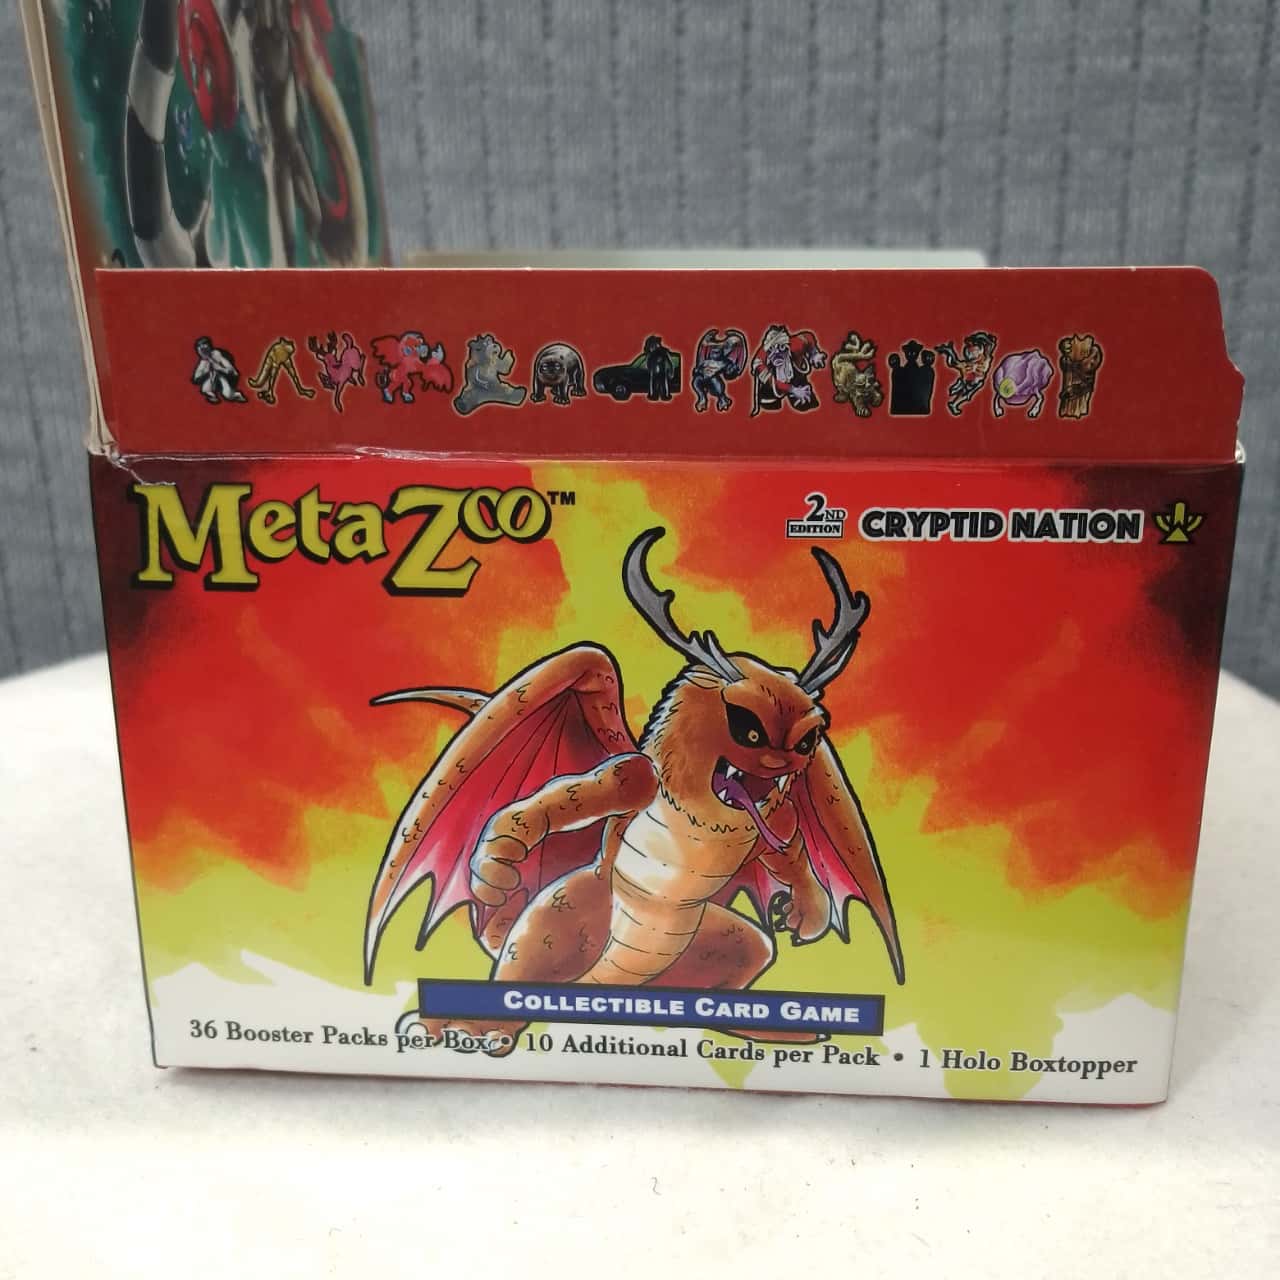 MetaZoo™
2ND EDITION CRYPTID NATION
COLLECTIBLE CARD GAME
36 Booster Packs per Box • 10 Additional Cards per Pack • 1 Holo Boxtopper